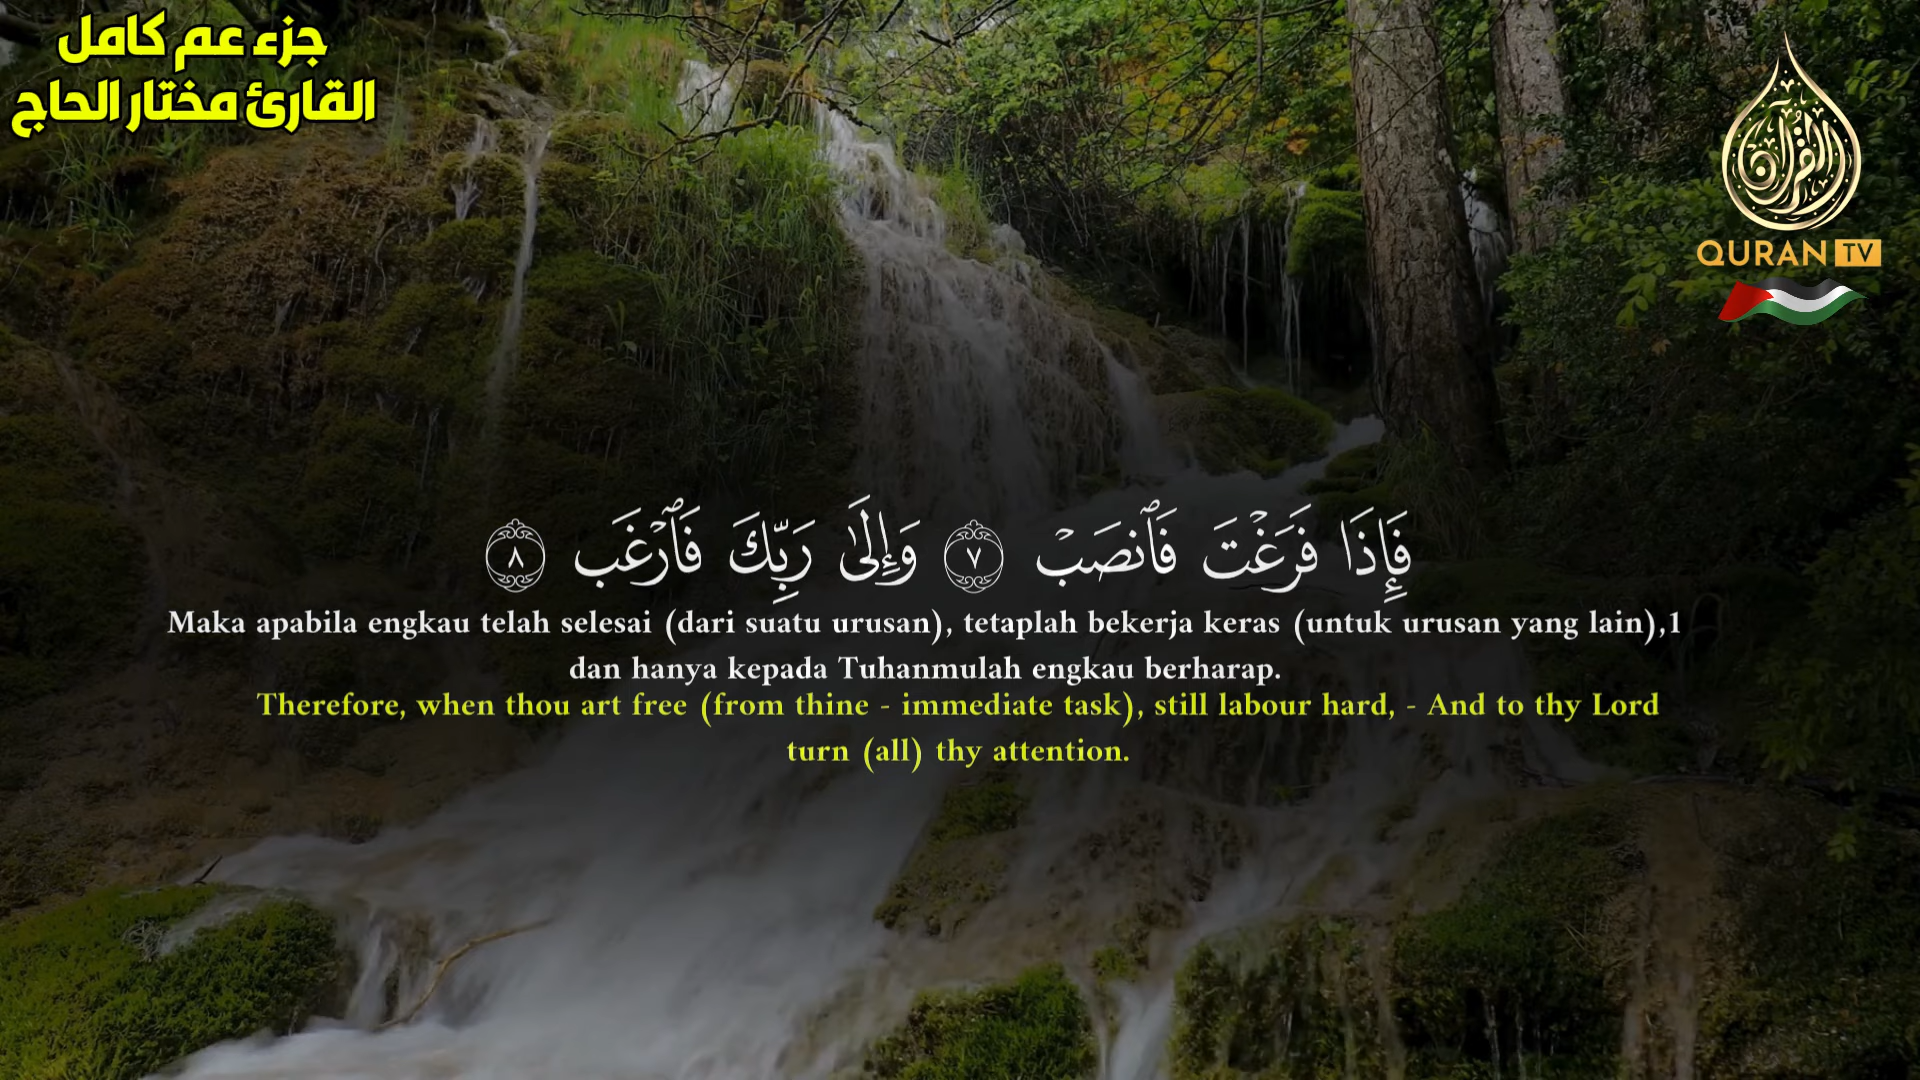 جزء عم كامل
القارئ مختار الحاج
القرآن
QURAN TV
فَإِذَا فَرَغْتَ فَٱنصَبْ ٧ وَإِلَىٰ رَبِّكَ فَٱرْغَب ٨
Maka apabila engkau telah selesai (dari suatu urusan), tetaplah bekerja keras (untuk urusan yang lain),1
dan hanya kepada Tuhanmulah engkau berharap.
Therefore, when thou art free (from thine - immediate task), still labour hard, - And to thy Lord
turn (all) thy attention.